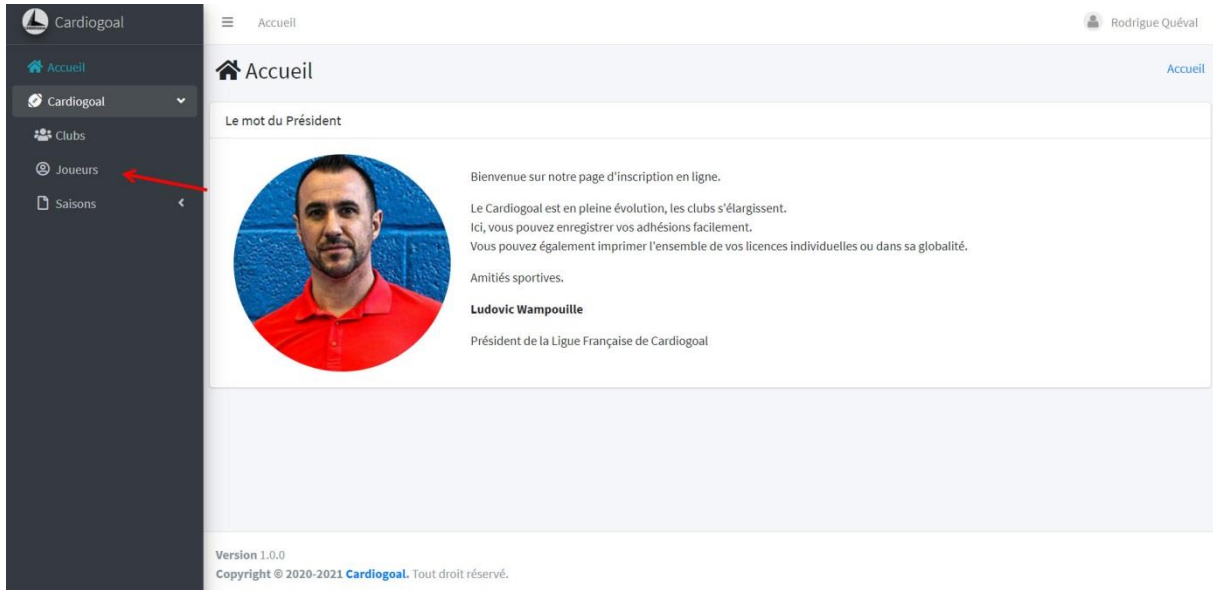 Cardiogoal
Accueil
Rodrigue Quéval
Accueil
Cardiogoal
Clubs
Joueurs
Saisons
Accueil
Accueil
Le mot du Président
Bienvenue sur notre page d'inscription en ligne.
Le Cardiogoal est en pleine évolution, les clubs s'élargissent.
Ici, vous pouvez enregistrer vos adhésions facilement.
Vous pouvez également imprimer l'ensemble de vos licences individuelles ou dans sa globalité.
Amitiés sportives.
Ludovic Wampouille
Président de la Ligue Française de Cardiogoal
Version 1.0.0
Copyright © 2020-2021 Cardiogoal. Tout droit réservé.